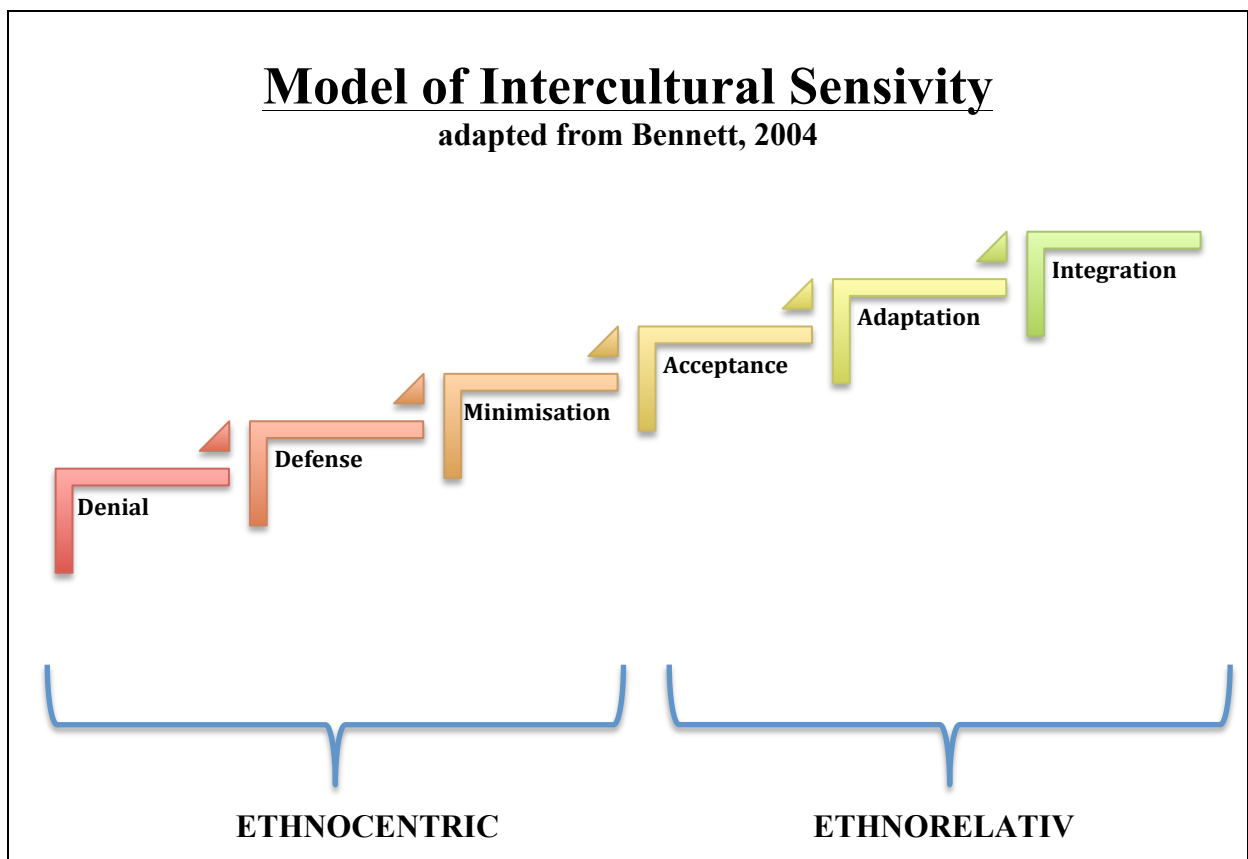 Model of Intercultural Sensivity
adapted from Bennett, 2004
Denial
Defense
Minimisation
Acceptance
Adaptation
Integration
ETHNOCENTRIC
ETHNORELATIV